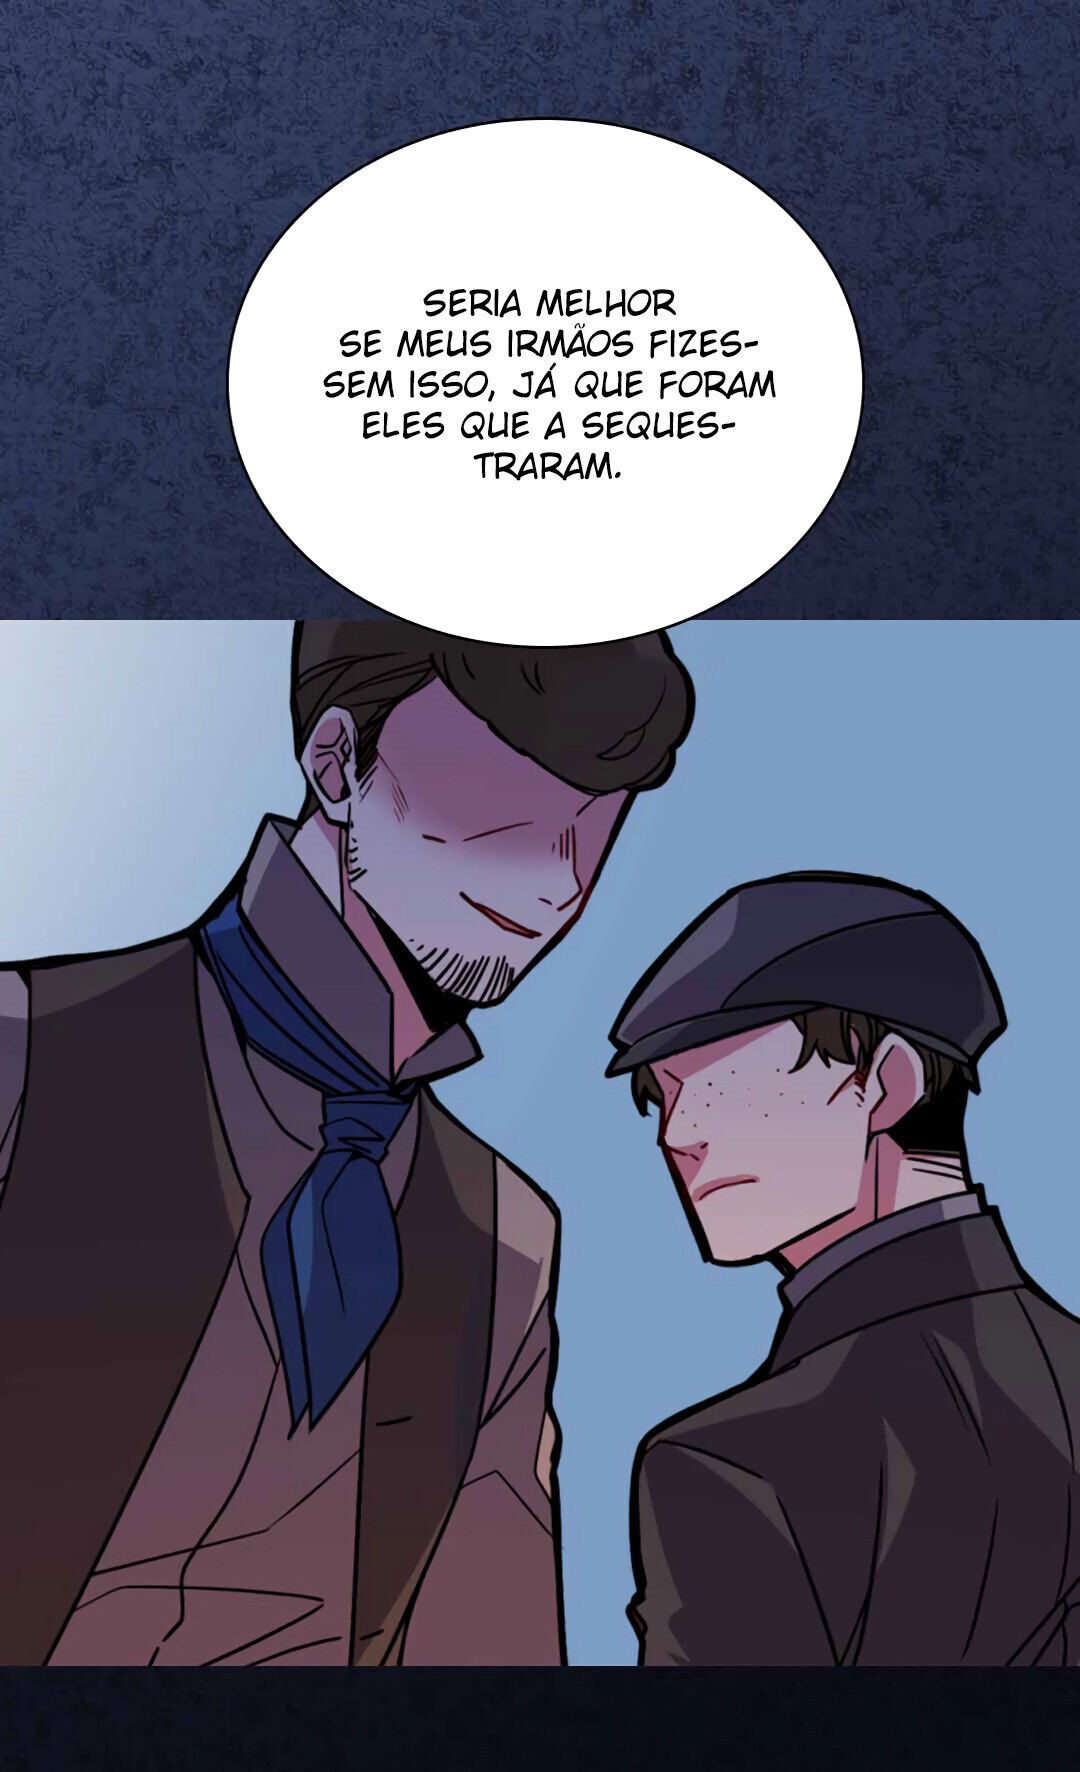 SERIA MELHOR
SE MEUS IRMÃOS FIZES-
SEM ISSO, JÁ QUE FORAM
ELES QUE A SEQUES-
TRARAM.